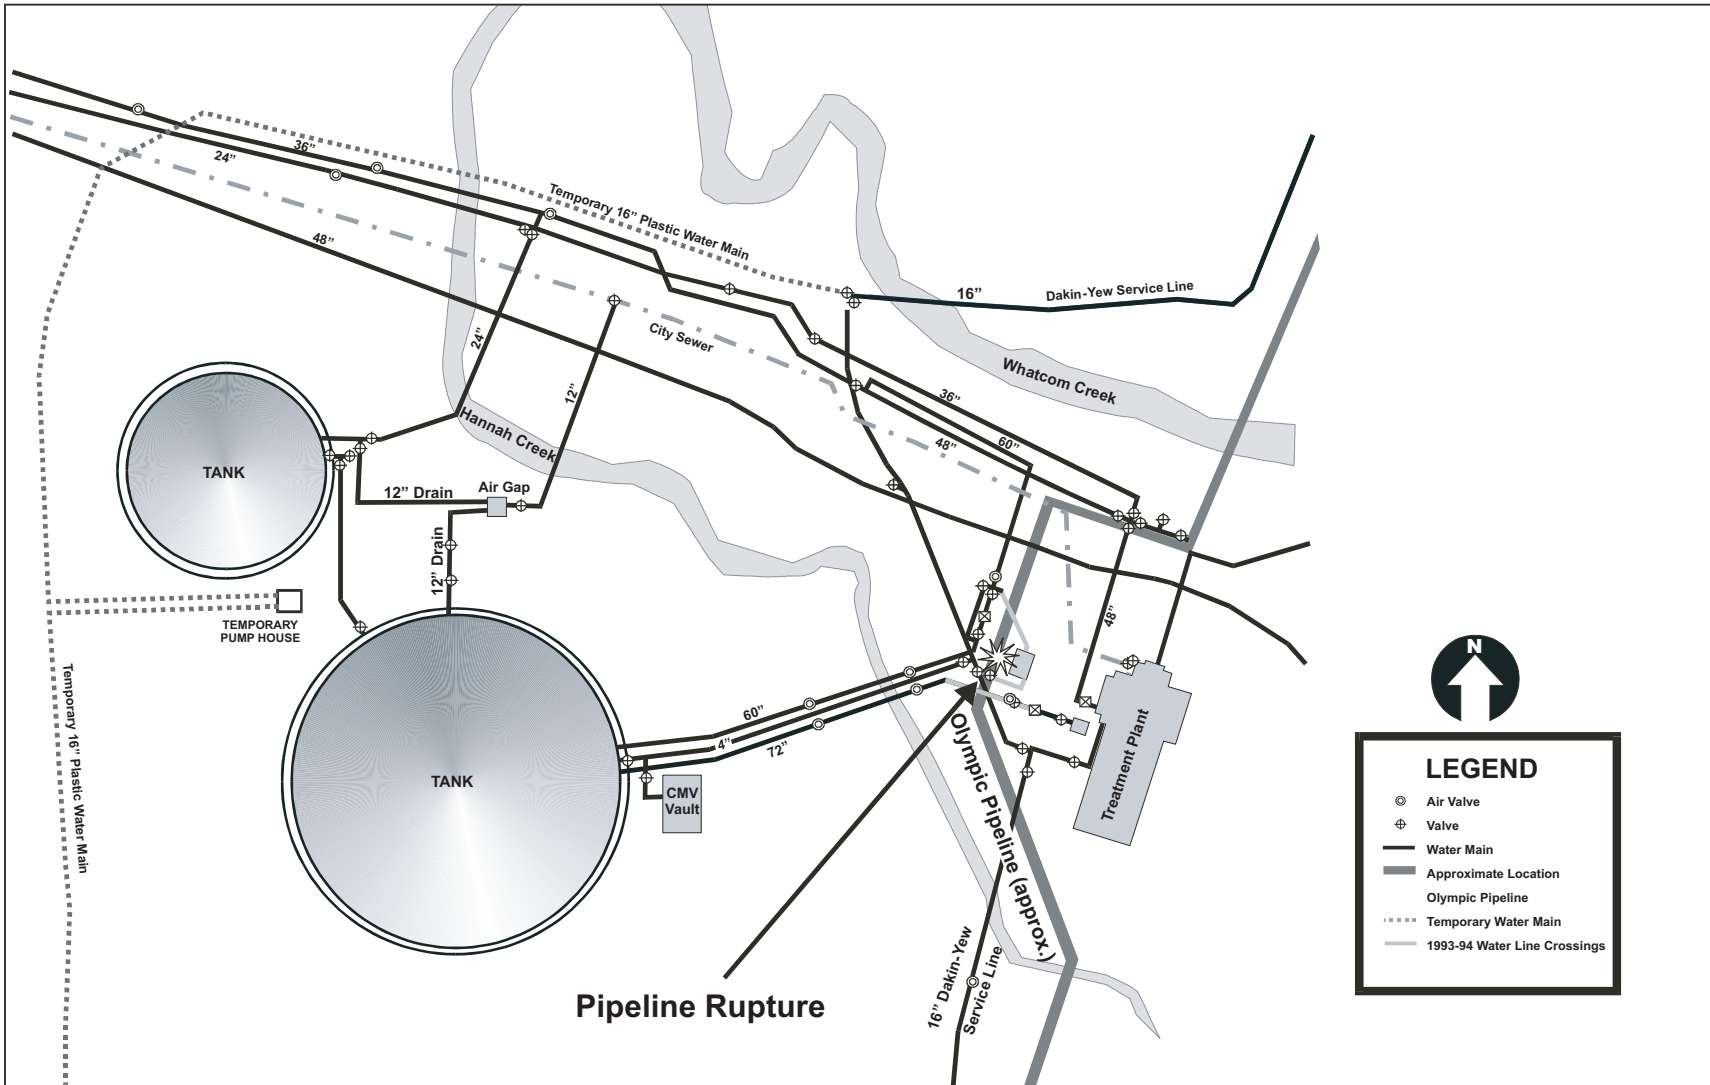 36”
24”
Temporary 16” Plastic Water Main
48”
16”
Dakin-Yew Service Line
City Sewer
24”
12”
Whatcom Creek
36”
60”
48”
Hannah Creek
TANK
12” Drain
Air Gap
12” Drain
TEMPORARY
PUMP HOUSE
48”
N
Temporary 16” Plastic Water Main
60”
4”
72”
TANK
CMV
Vault
Olympic Pipeline (approx.)
Treatment Plant
16” Dakin-Yew
Service Line
Pipeline Rupture
LEGEND
Air Valve
Valve
Water Main
Approximate Location
Olympic Pipeline
Temporary Water Main
1993-94 Water Line Crossings